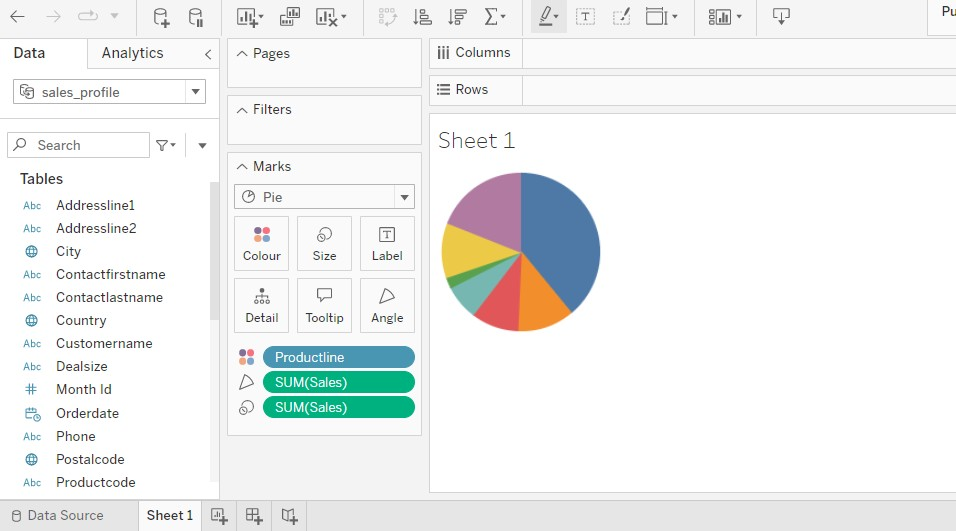 Pu
Data
Analytics
sales_profile
Search
Tables
Abc Addressline1
Abc Addressline2
City
Abc Contactfirstname
Abc Contactlastname
Country
Abc Customername
Abc Dealsize
# Month Id
Orderdate
Abc Phone
Postalcode
Abc Productcode
Pages
Filters
Marks
Pie
Colour Size Label
Detail Tooltip Angle
Productline
SUM(Sales)
SUM(Sales)
Columns
Rows
Sheet 1
Data Source Sheet 1